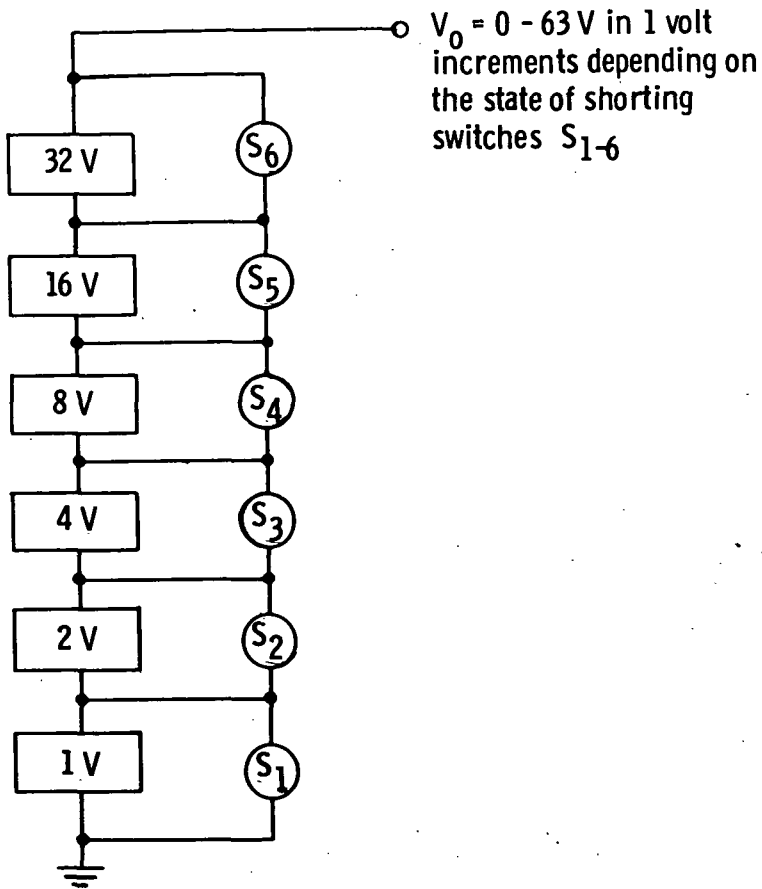 V₀ = 0 - 63 V in 1 volt
increments depending on
the state of shorting
switches S₁₋₆
32 V
S₆
16 V
S₅
8 V
S₄
4 V
S₃
2 V
S₂
1 V
S₁